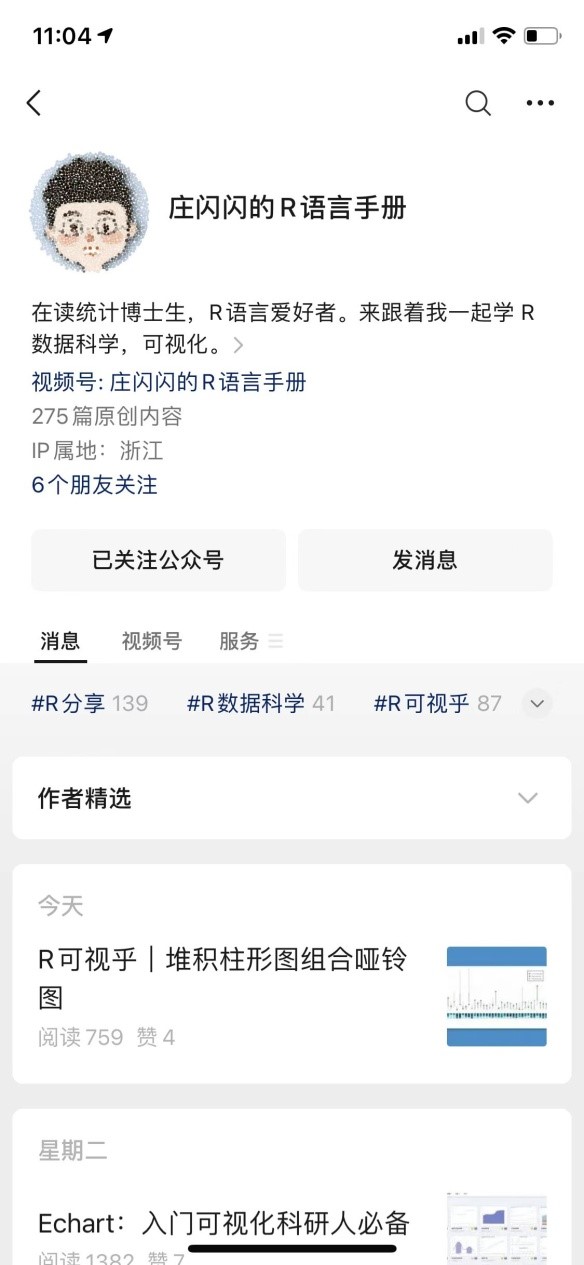 11:04
庄闪闪的R语言手册
在读统计博士生，R语言爱好者。来跟着我一起学 R
数据科学，可视化。
视频号: 庄闪闪的R语言手册
275篇原创内容
IP属地：浙江
6个朋友关注
已关注公众号 发消息
消息 视频号 服务
#R分享 139 #R数据科学 41 #R可视乎 87
作者精选
今天
R可视乎｜堆积柱形图组合哑铃
图
阅读759 赞4
星期二
Echart：入门可视化科研人必备
阅读1382 赞7